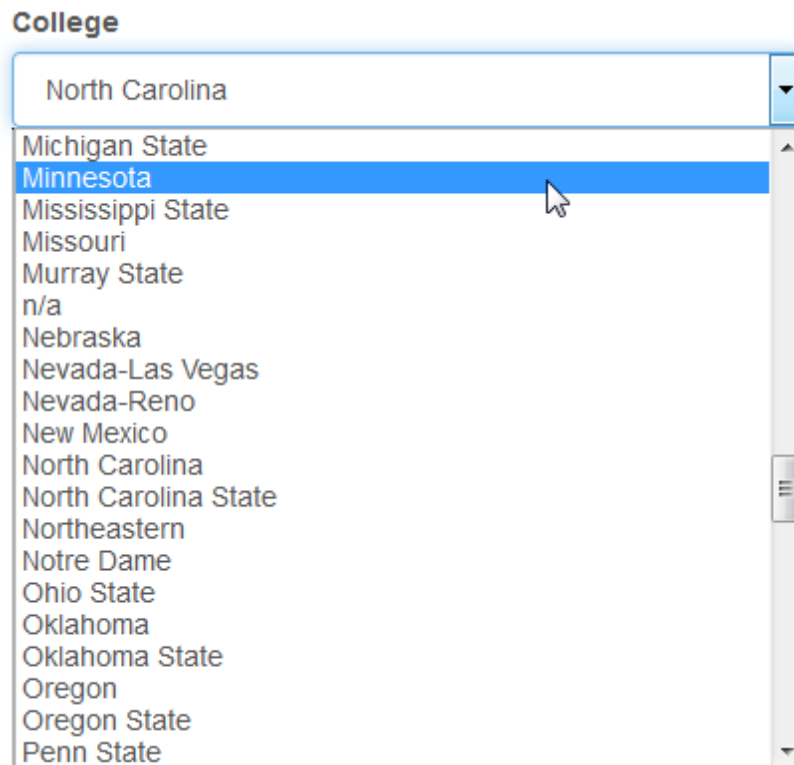 College
North Carolina
Michigan State
Minnesota
Mississippi State
Missouri
Murray State
n/a
Nebraska
Nevada-Las Vegas
Nevada-Reno
New Mexico
North Carolina
North Carolina State
Northeastern
Notre Dame
Ohio State
Oklahoma
Oklahoma State
Oregon
Oregon State
Penn State